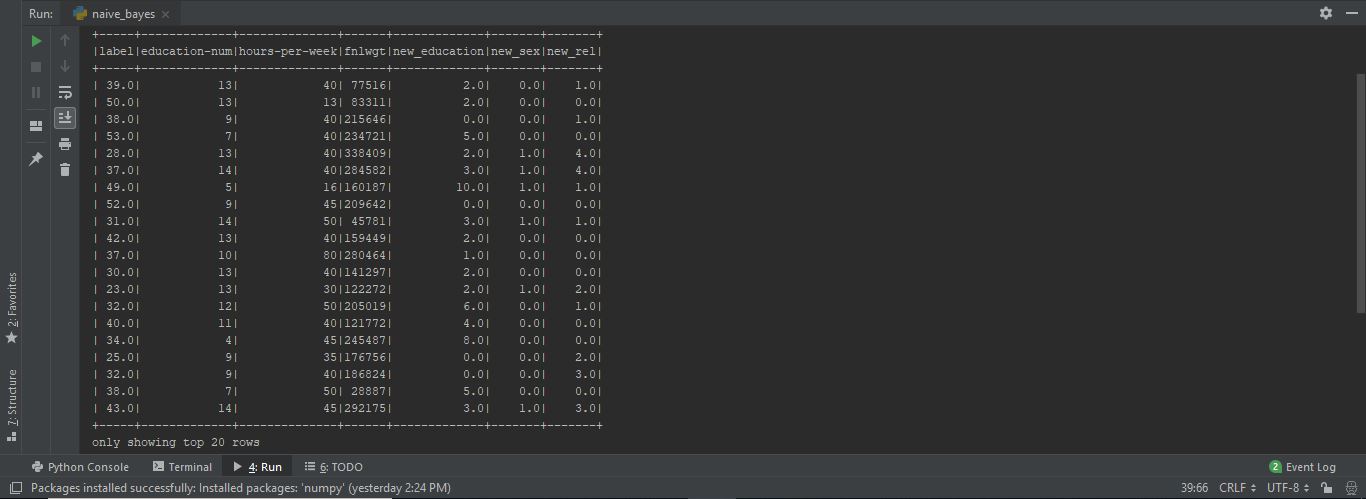 Run: naive_bayes
+-----+-------------+--------------+------+-------------+-------+-------+
|label|education-num|hours-per-week|fnlwgt|new_education|new_sex|new_rel|
+-----+-------------+--------------+------+-------------+-------+-------+
| 39.0|           13|            40| 77516|          2.0|    0.0|    1.0|
| 50.0|           13|            13| 83311|          2.0|    0.0|    0.0|
| 38.0|            9|            40|215646|          0.0|    0.0|    1.0|
| 53.0|            7|            40|234721|          5.0|    0.0|    0.0|
| 28.0|           13|            40|338409|          2.0|    1.0|    4.0|
| 37.0|           14|            40|284582|          3.0|    1.0|    4.0|
| 49.0|            5|            16|160187|         10.0|    1.0|    1.0|
| 52.0|            9|            45|209642|          0.0|    0.0|    0.0|
| 31.0|           14|            50| 45781|          3.0|    1.0|    1.0|
| 42.0|           13|            40|159449|          2.0|    0.0|    0.0|
| 37.0|           10|            80|280464|          1.0|    0.0|    0.0|
| 30.0|           13|            40|141297|          2.0|    0.0|    0.0|
| 23.0|           13|            30|122272|          2.0|    1.0|    2.0|
| 32.0|           12|            50|205019|          6.0|    0.0|    1.0|
| 40.0|           11|            40|121772|          4.0|    0.0|    0.0|
| 34.0|            4|            45|245487|          8.0|    0.0|    0.0|
| 25.0|            9|            35|176756|          0.0|    0.0|    2.0|
| 32.0|            9|            40|186824|          0.0|    0.0|    3.0|
| 38.0|            7|            50| 28887|          5.0|    0.0|    0.0|
| 43.0|           14|            45|292175|          3.0|    1.0|    3.0|
+-----+-------------+--------------+------+-------------+-------+-------+
only showing top 20 rows
2: Favorites
7: Structure
Python Console Terminal 4: Run 6: TODO 2 Event Log
Packages installed successfully: Installed packages: 'numpy' (yesterday 2:24 PM) 39:66 CRLF UTF-8